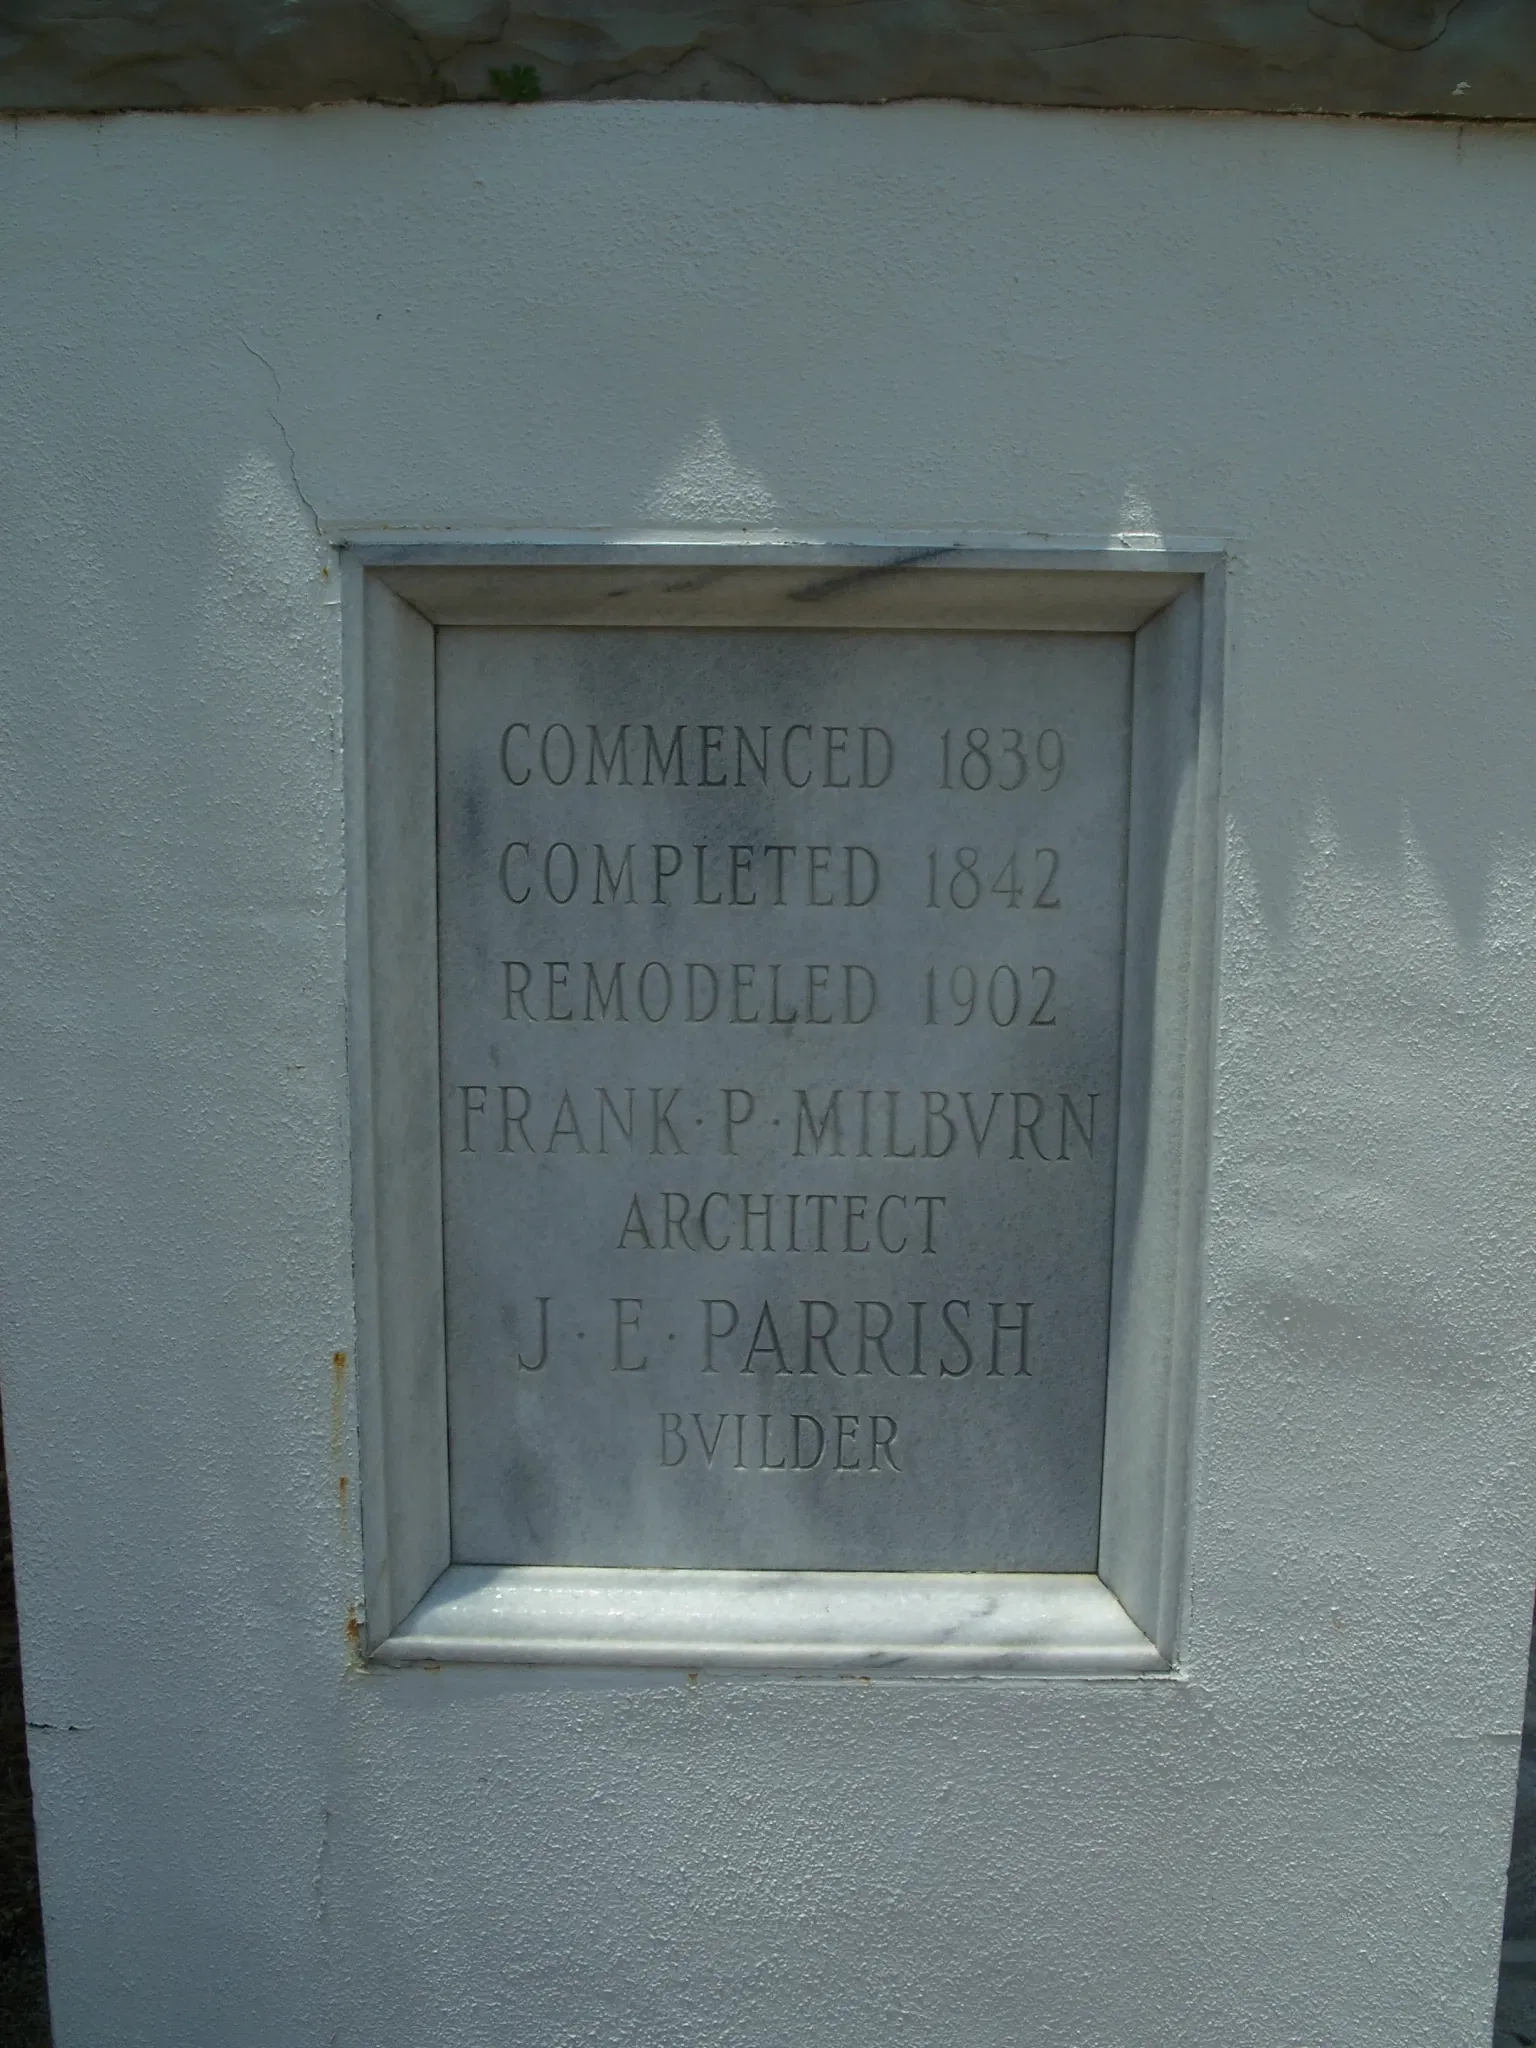 COMMENCED 1839
COMPLETED 1842
REMODELED 1902
FRANK·P·MILBVRN
ARCHITECT
J·E·PARRISH
BVILDER